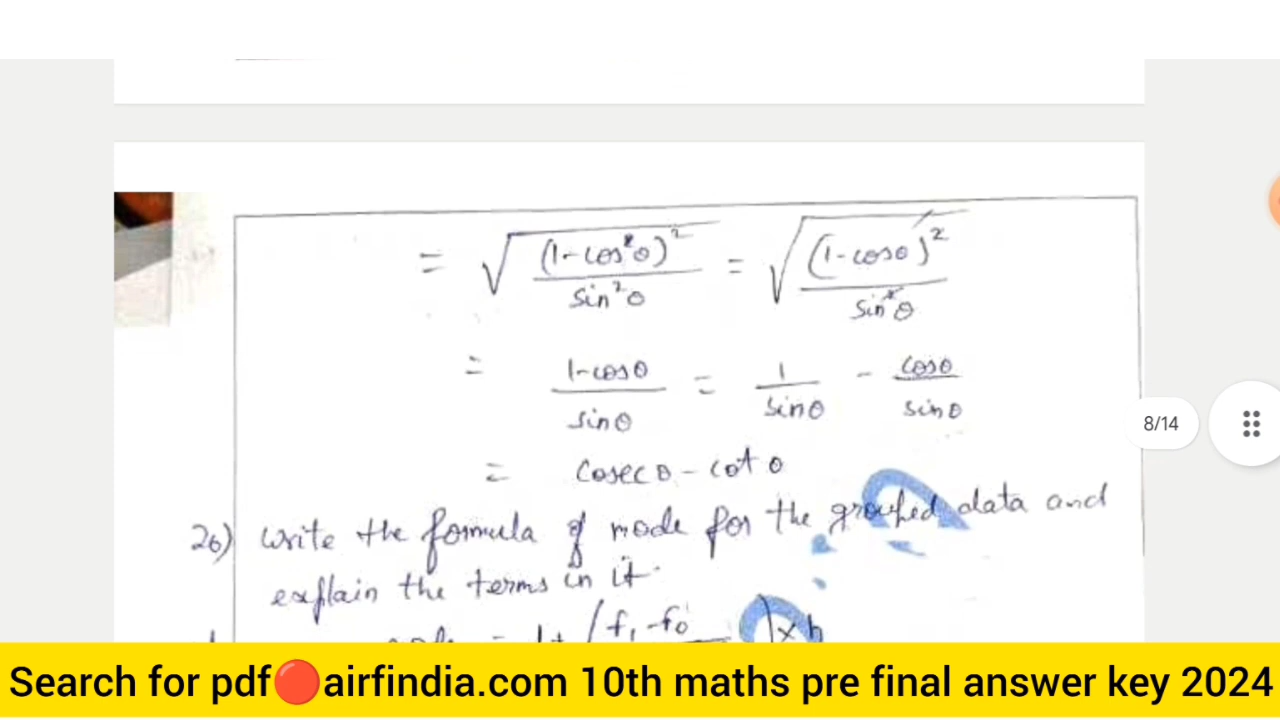 = √((1-cos²θ)²/sin²θ) = √((1-cosθ)²/sin²θ)
= (1-cosθ)/sinθ = 1/sinθ - cosθ/sinθ
= cosecθ - cotθ
8/14
26) Write the formula of mode for the grouped data and
explain the terms in it.
f₁-f₀ × h
Search for pdf🔴airfindia.com 10th maths pre final answer key 2024